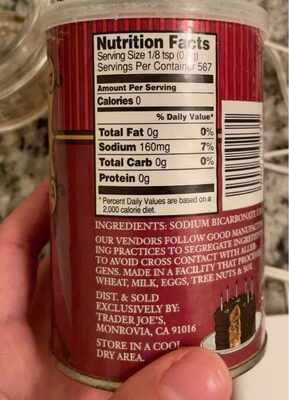 Nutrition Facts
Serving Size 1/8 tsp
Servings Per Container 567
Amount Per Serving
Calories 0
% Daily Value*
Total Fat 0g 0%
Sodium 160mg 7%
Total Carb 0g 0%
Protein 0g
* Percent Daily Values are based on a
2,000 calorie diet.
INGREDIENTS: SODIUM BICARBONATE
OUR VENDORS FOLLOW GOOD
ING PRACTICES TO SEGREGATE
TO AVOID CROSS CONTACT WITH ALLER-
GENS. MADE IN A FACILITY THAT
WHEAT, MILK, EGGS, TREE NUTS & SOY.
DIST. & SOLD
EXCLUSIVELY BY:
TRADER JOE'S,
MONROVIA, CA 91016
STORE IN A COOL
DRY AREA.